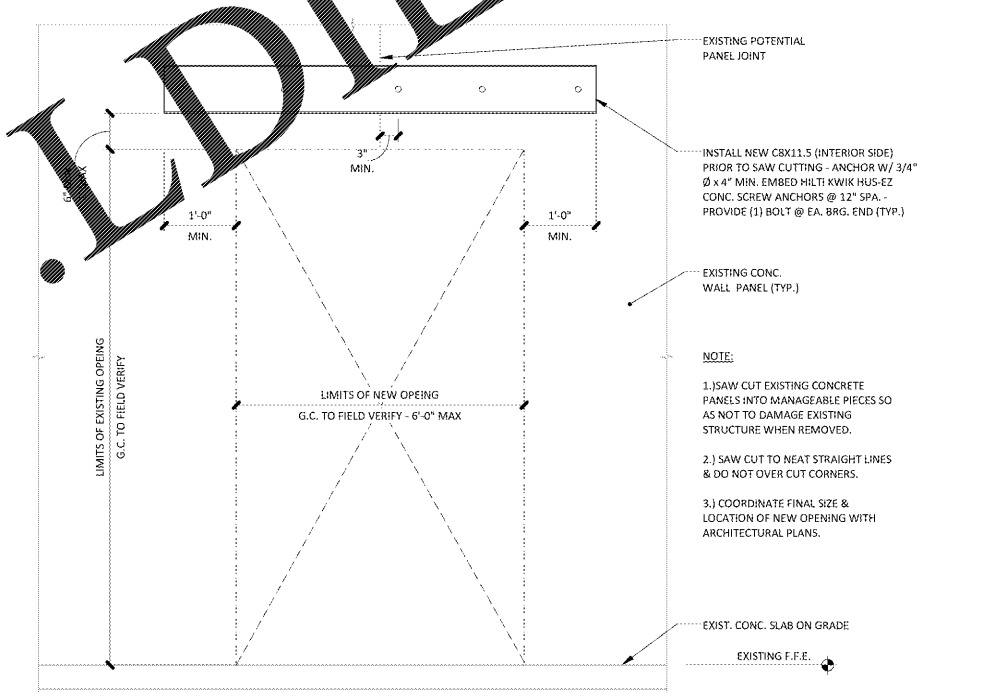 .LDIE
EXISTING POTENTIAL
PANEL JOINT
INSTALL NEW C8X11.5 (INTERIOR SIDE)
PRIOR TO SAW CUTTING - ANCHOR W/ 3/4"
Ø x 4" MIN. EMBED HILTI KWIK HUS-EZ
CONC. SCREW ANCHORS @ 12" SPA. -
PROVIDE (1) BOLT @ EA. BRG. END (TYP.)
3"
MIN.
MAX
1'-0"
MIN.
1'-0"
MIN.
EXISTING CONC.
WALL PANEL (TYP.)
LIMITS OF EXISTING OPEING
G.C. TO FIELD VERIFY
LIMITS OF NEW OPEING
G.C. TO FIELD VERIFY - 6'-0" MAX
NOTE:
1.)SAW CUT EXISTING CONCRETE
PANELS INTO MANAGEABLE PIECES SO
AS NOT TO DAMAGE EXISTING
STRUCTURE WHEN REMOVED.
2.) SAW CUT TO NEAT STRAIGHT LINES
& DO NOT OVER CUT CORNERS.
3.) COORDINATE FINAL SIZE &
LOCATION OF NEW OPENING WITH
ARCHITECTURAL PLANS.
EXIST. CONC. SLAB ON GRADE
EXISTING F.F.E.